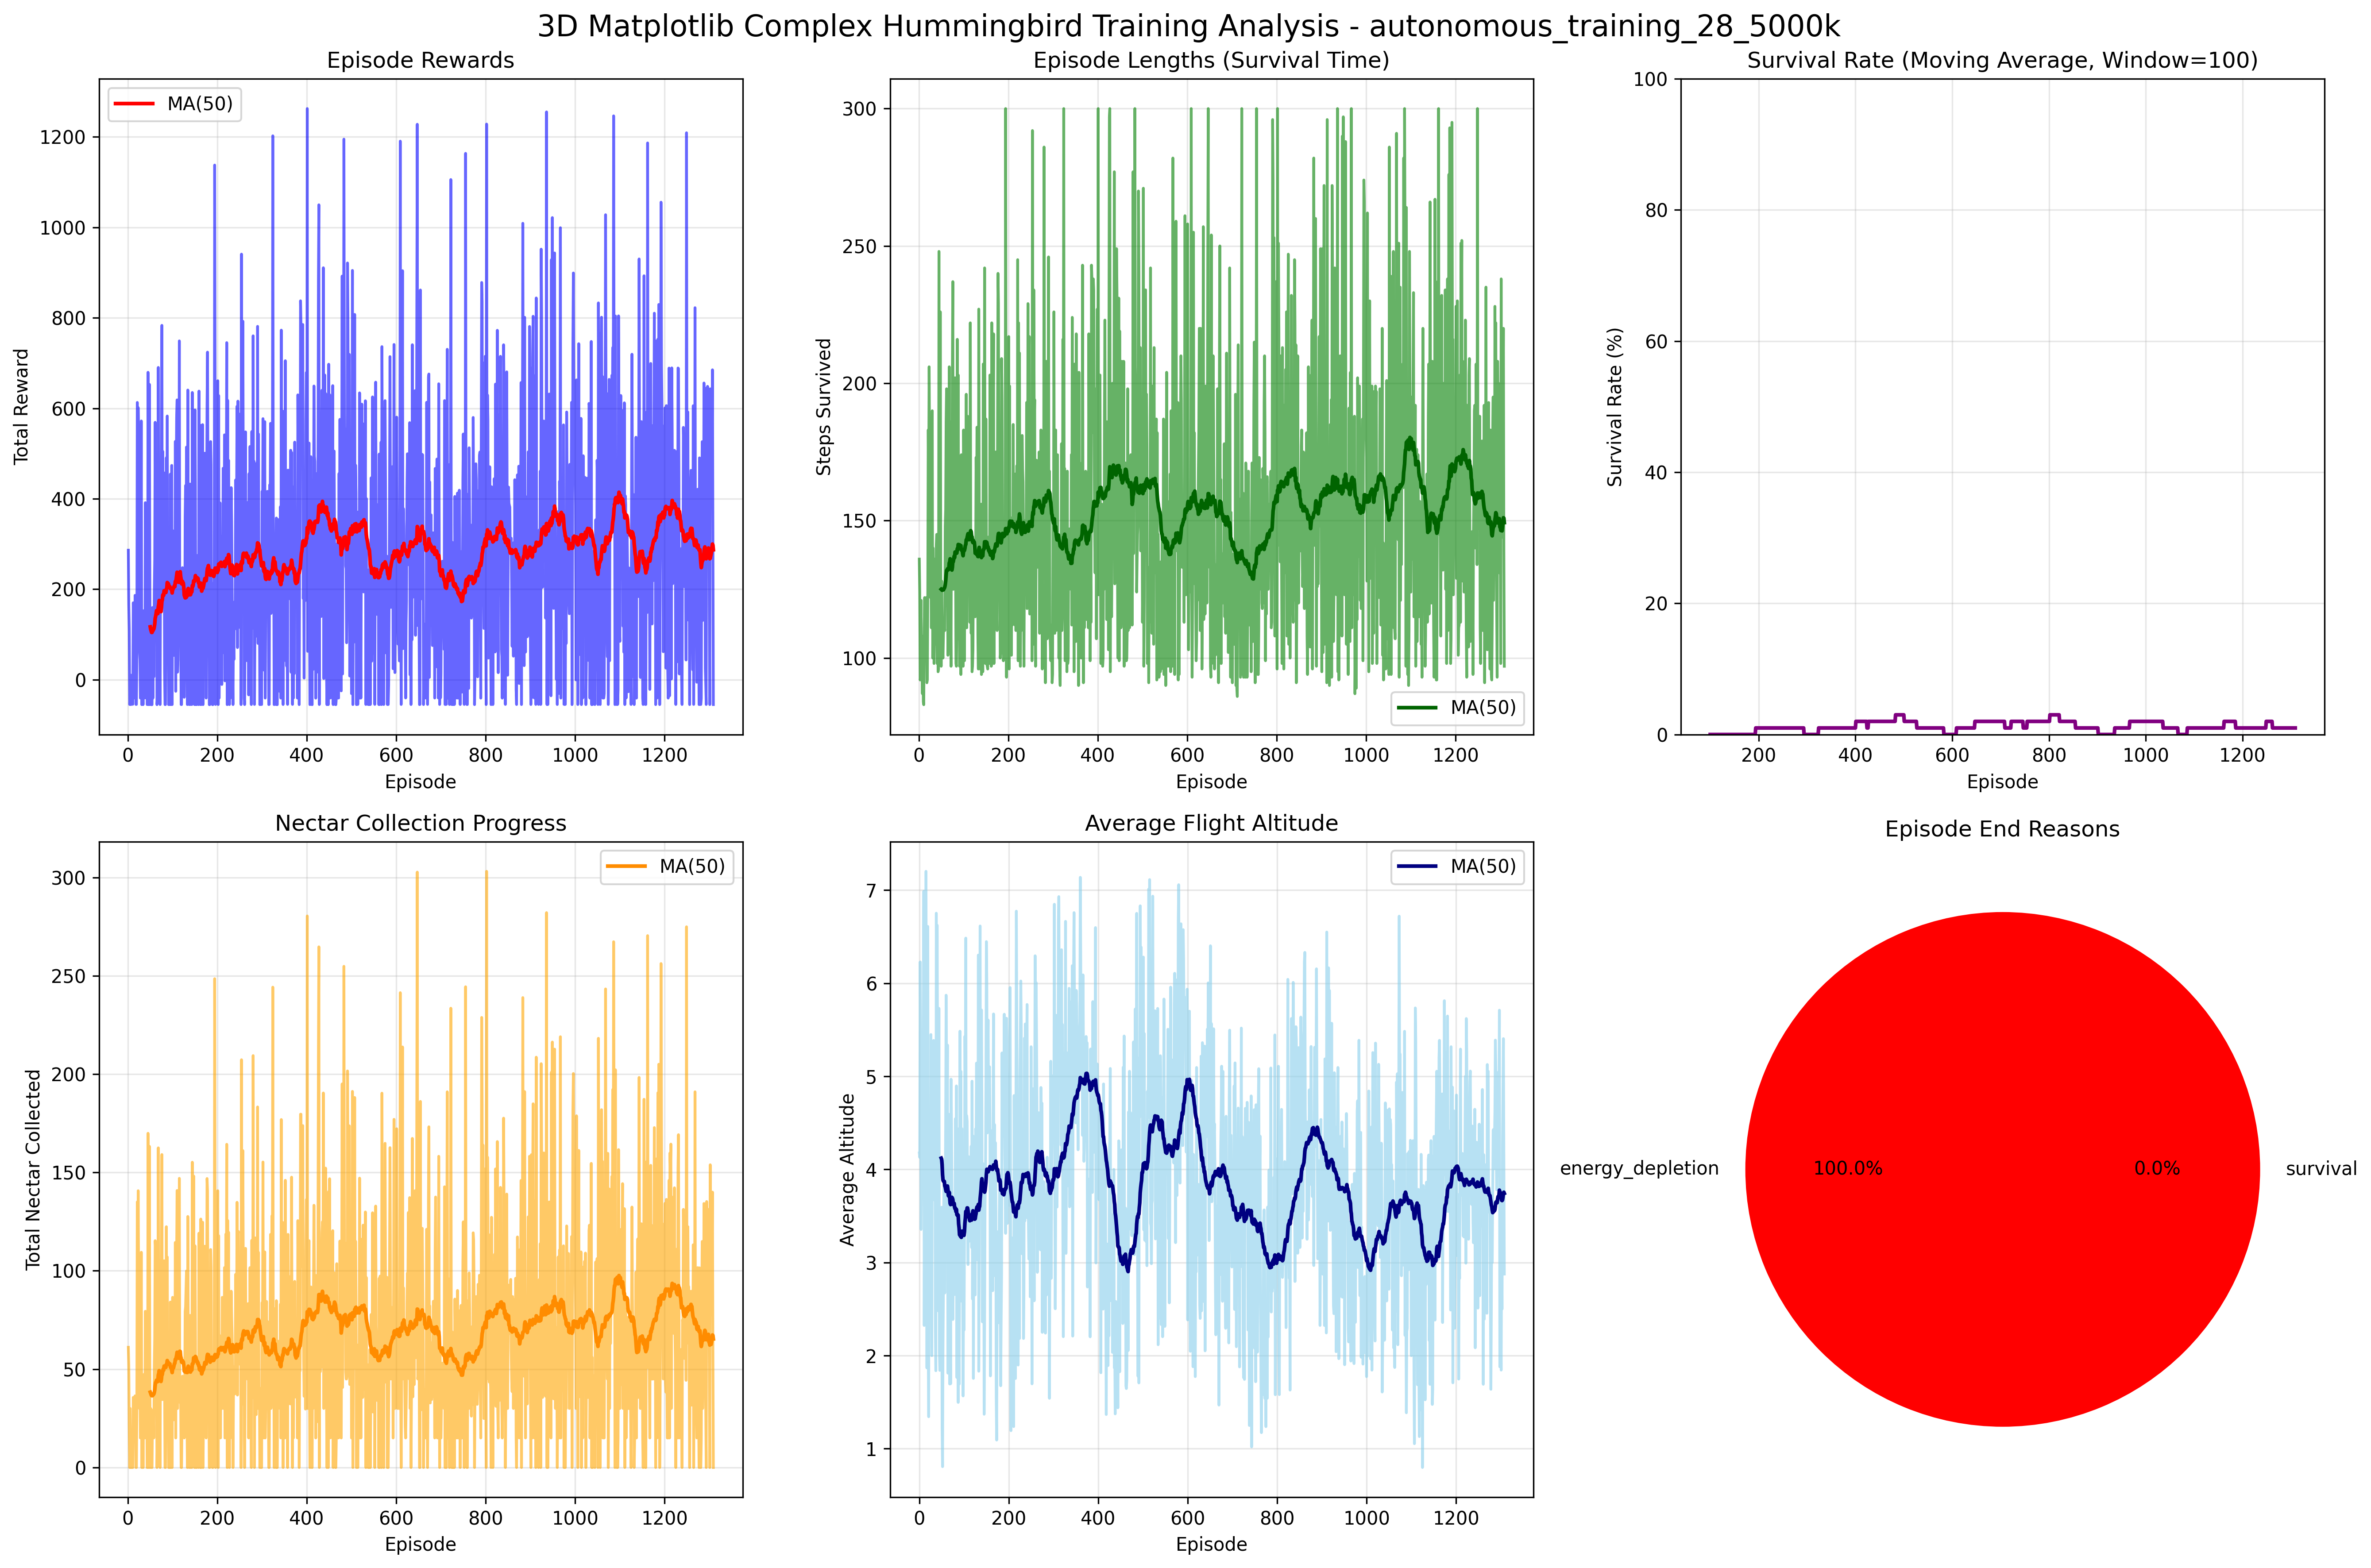 3D Matplotlib Complex Hummingbird Training Analysis - autonomous_training_28_5000k
Episode Rewards
MA(50)
1200
1000
800
600
400
200
0
Total Reward
0 200 400 600 800 1000 1200
Episode
Episode Lengths (Survival Time)
300
250
200
150
100
Steps Survived
MA(50)
0 200 400 600 800 1000 1200
Episode
Survival Rate (Moving Average, Window=100)
100
80
60
40
20
0
Survival Rate (%)
200 400 600 800 1000 1200
Episode
Nectar Collection Progress
MA(50)
300
250
200
150
100
50
0
Total Nectar Collected
0 200 400 600 800 1000 1200
Episode
Average Flight Altitude
MA(50)
7
6
5
4
3
2
1
Average Altitude
0 200 400 600 800 1000 1200
Episode
Episode End Reasons
energy_depletion 100.0% 0.0% survival